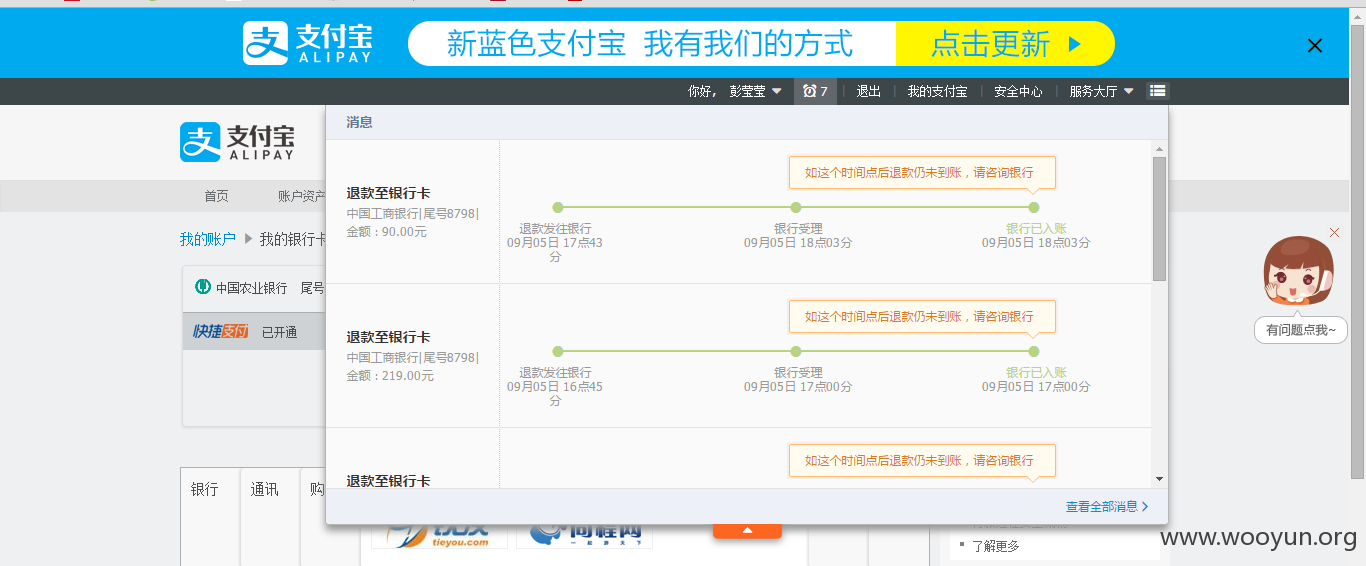 支付宝
ALIPAY
新蓝色支付宝 我有我们的方式
点击更新
你好， 彭莹莹
7
退出
我的支付宝
安全中心
服务大厅
消息
支付宝
ALIPAY
首页
账户资产
我的账户
我的银行卡
中国农业银行 尾号
快捷支付 已开通
银行
通讯
购
退款至银行卡
中国工商银行|尾号8798|
金额：90.00元
如这个时间点后退款仍未到账，请咨询银行
退款发往银行
09月05日 17点43
分
银行受理
09月05日 18点03分
银行已入账
09月05日 18点03分
退款至银行卡
中国工商银行|尾号8798|
金额：219.00元
如这个时间点后退款仍未到账，请咨询银行
退款发往银行
09月05日 16点45
分
银行受理
09月05日 17点00分
银行已入账
09月05日 17点00分
退款至银行卡
如这个时间点后退款仍未到账，请咨询银行
查看全部消息
有问题点我~
tieyou.com
同程网
一起游天下
了解更多
www.wooyun.org